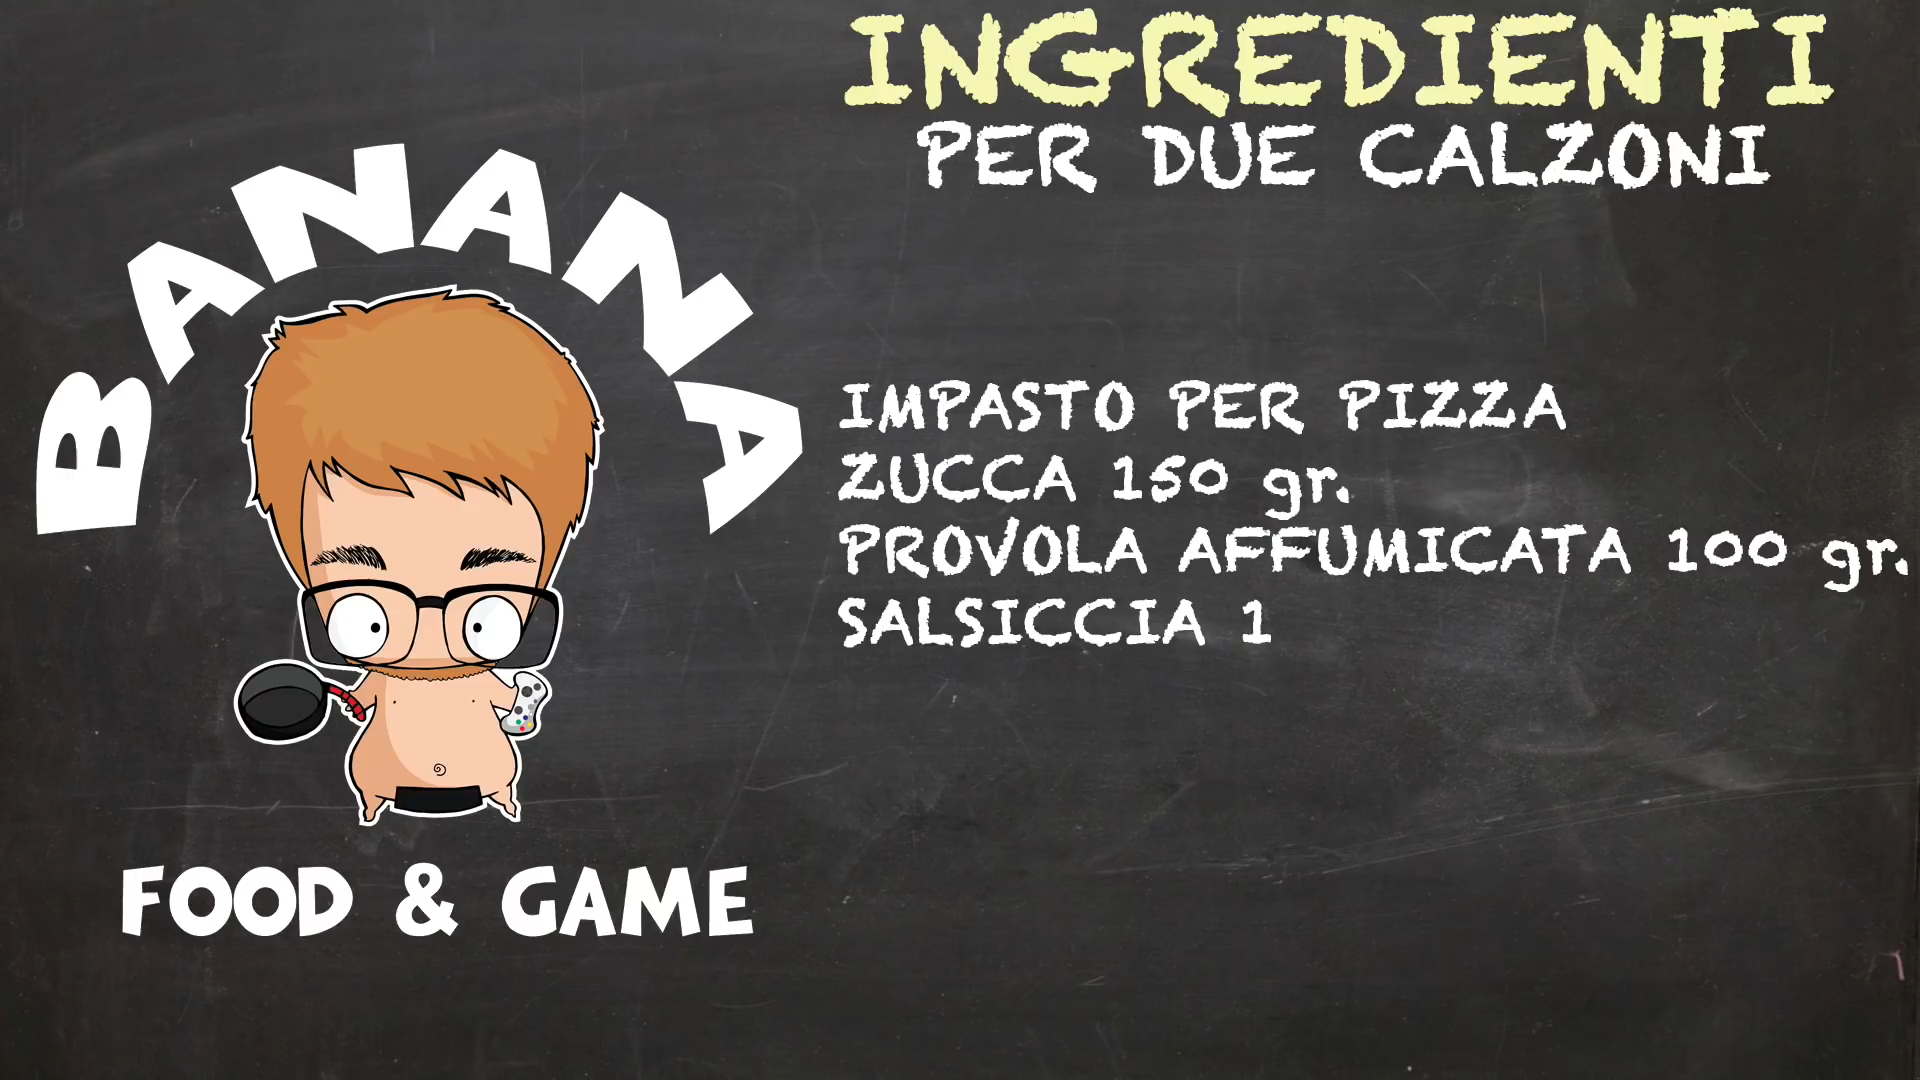 BANANA
FOOD & GAME
INGREDIENTI
PER DUE CALZONI
IMPASTO PER PIZZA
ZUCCA 150 gr.
PROVOLA AFFUMICATA 100 gr.
SALSICCIA 1